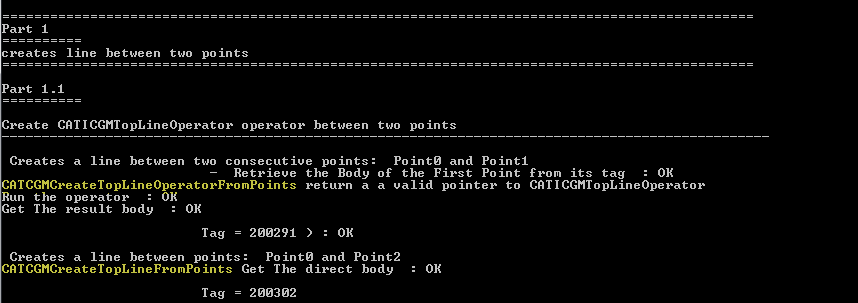 ==============================================================================================
Part 1
==========
creates line between two points
==============================================================================================
Part 1.1
==========
Create CATICGMTopLineOperator operator between two points
------------------------------------------------------------------------------------------------
Creates a line between two consecutive points:  Point0 and Point1
-  Retrieve the Body of the First Point from its tag  : OK
CATCGMCreateTopLineOperatorFromPoints return a a valid pointer to CATICGMTopLineOperator
Run the operator  : OK
Get The result body  : OK
Tag = 200291 ) : OK
Creates a line between points:  Point0 and Point2
CATCGMCreateTopLineFromPoints Get The direct body  : OK
Tag = 200302